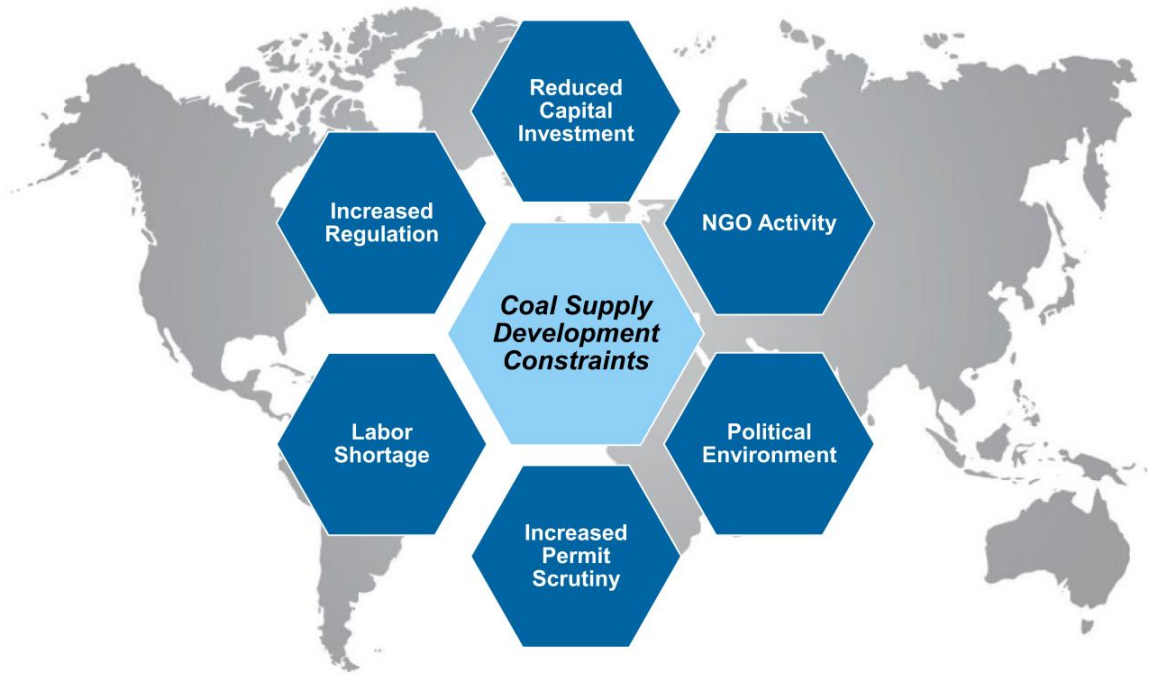 Reduced
Capital
Investment
Increased
Regulation
NGO Activity
Coal Supply
Development
Constraints
Labor
Shortage
Political
Environment
Increased
Permit
Scrutiny